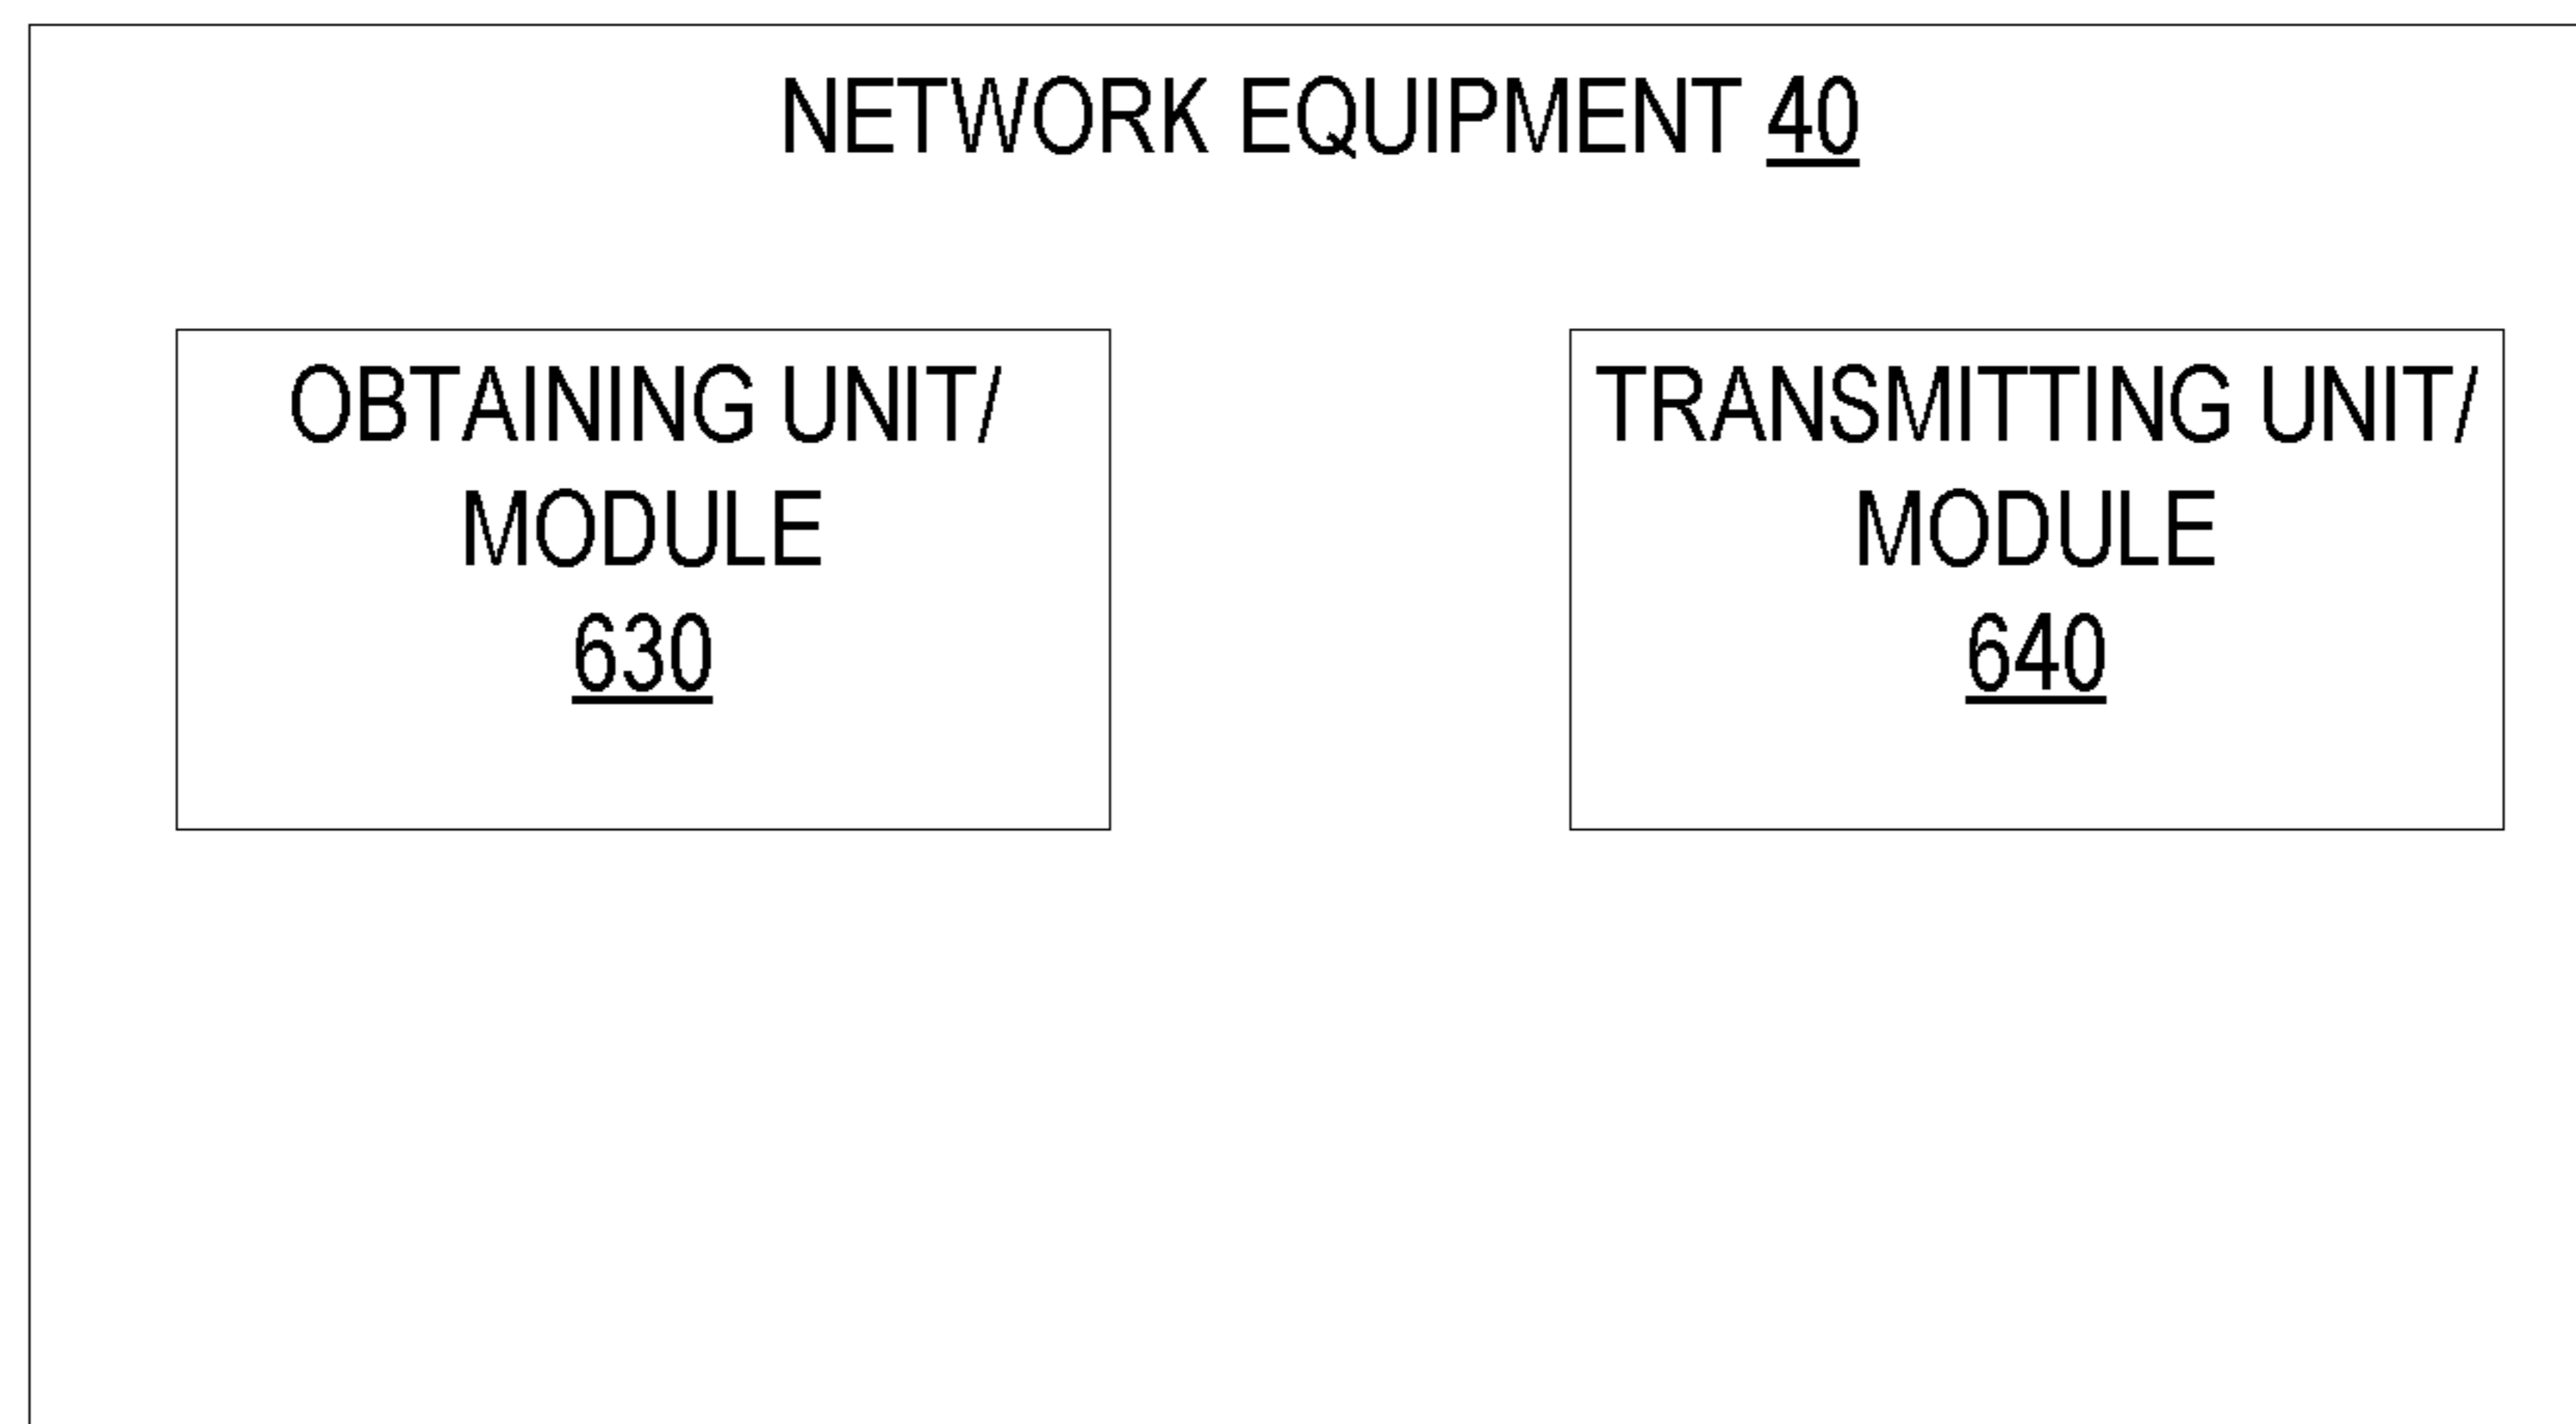 NETWORK EQUIPMENT 40
OBTAINING UNIT/
MODULE
630
TRANSMITTING UNIT/
MODULE
640